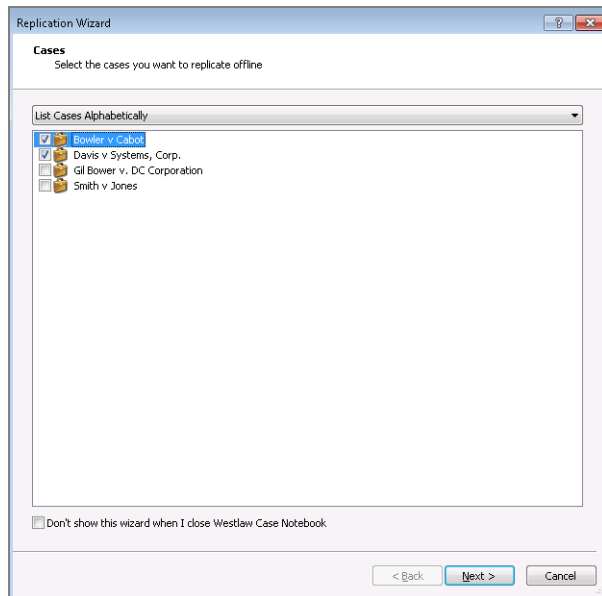 Replication Wizard
?
Cases
Select the cases you want to replicate offline
List Cases Alphabetically
Bowler v Cabot
Davis v Systems, Corp.
Gil Bower v. DC Corporation
Smith v Jones
Don't show this wizard when I close Westlaw Case Notebook
< Back Next > Cancel